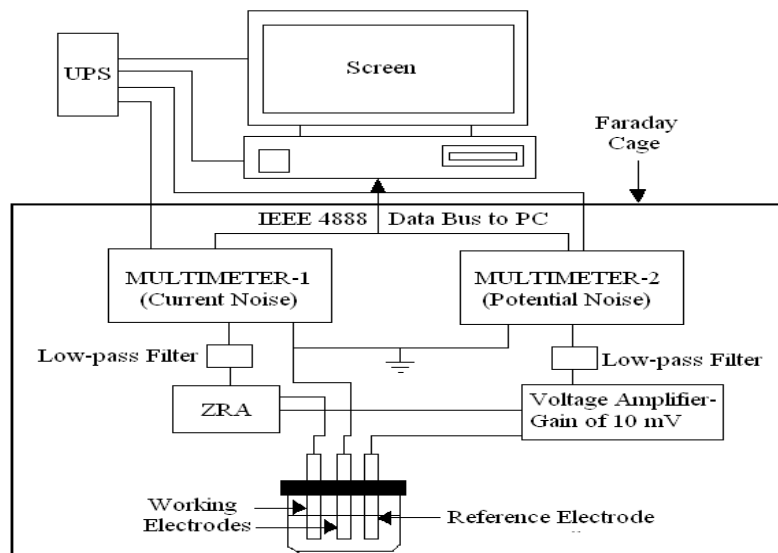 UPS
Screen
Faraday
Cage
IEEE 4888 Data Bus to PC
MULTIMETER-1
(Current Noise)
MULTIMETER-2
(Potential Noise)
Low-pass Filter
Low-pass Filter
ZRA
Voltage Amplifier-
Gain of 10 mV
Working
Electrodes
Reference Electrode